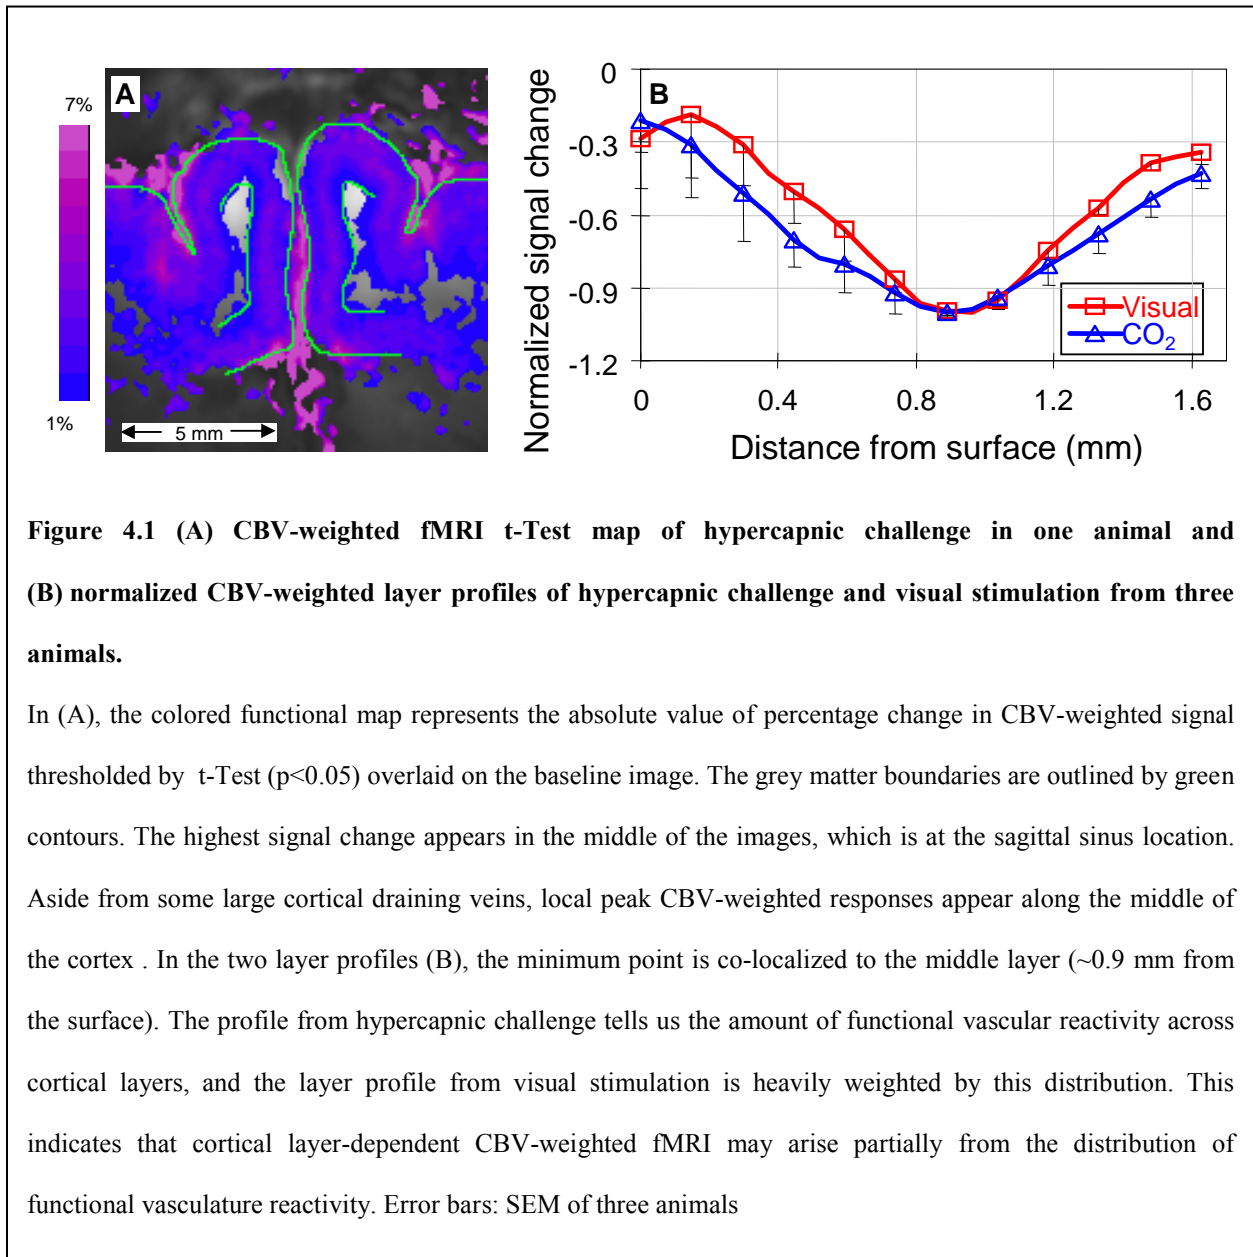 A
7%
1%
5 mm
B
Normalized signal change
0
-0.3
-0.6
-0.9
-1.2
0
0.4
0.8
1.2
1.6
Visual
CO₂
Distance from surface (mm)
Figure 4.1 (A) CBV-weighted fMRI t-Test map of hypercapnic challenge in one animal and
(B) normalized CBV-weighted layer profiles of hypercapnic challenge and visual stimulation from three
animals.
In (A), the colored functional map represents the absolute value of percentage change in CBV-weighted signal
thresholded by t-Test (p<0.05) overlaid on the baseline image. The grey matter boundaries are outlined by green
contours. The highest signal change appears in the middle of the images, which is at the sagittal sinus location.
Aside from some large cortical draining veins, local peak CBV-weighted responses appear along the middle of
the cortex . In the two layer profiles (B), the minimum point is co-localized to the middle layer (~0.9 mm from
the surface). The profile from hypercapnic challenge tells us the amount of functional vascular reactivity across
cortical layers, and the layer profile from visual stimulation is heavily weighted by this distribution. This
indicates that cortical layer-dependent CBV-weighted fMRI may arise partially from the distribution of
functional vasculature reactivity. Error bars: SEM of three animals